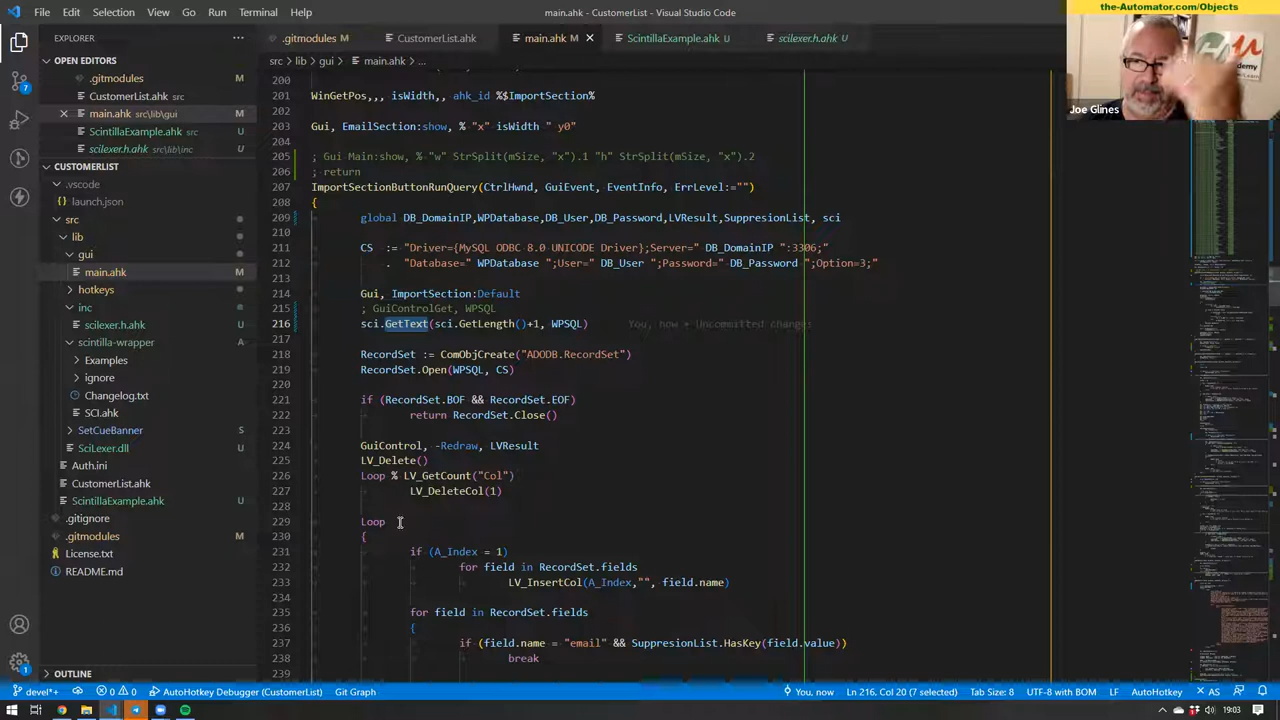 the-Automator.com/Objects
File Edit Selection View Go Run Terminal Help
main.ahk - CustomerList - Visual Studio Code
EXPLORER
.gitmodules M
CustomerList.ahk
main.ahk M
ScintillaExample.ahk U
scilexer.h.ahk U
src > lib > gui > main.ahk > ...
OPEN EDITORS
.gitmodules M
CustomerList.ahk src
main.ahk src\lib\gui M
ScintillaExample.ahk src U
scilexer.h.ahk src\lib\inc U
CUSTOMERLIST
.vscode
launch.json
src
lib
gui
main.ahk M
hotkeys
inc
scilexer.h.ahk U
scintilla-wrapper
Examples
ignore
Changelog.txt
SCI.ahk
SetCueBanner
SciLexer.dll U
Auth.ini
CustomerList.ahk
ScintillaExample.ahk U
.gitignore
.gitmodules M
License.txt
README.md
OUTLINE
200
201 WinGetPos,,, isWidth,, ahk_id %$ImportSection%
202
203 Gui, EmailSection:show, % "x" isWidth " y0"
204
205 ; Gui Main:show, % "w" StrSplit(mSize, "x").1 "h" StrSplit(mSize, "x").2
206 ; return
207 ImportSectionButtonRunQuery(CtrlHwnd, GuiEvent, EventInfo, ErrLevel:="")
208 {
209 global DB_DomainIP,WPDatabase,DB_User,DB_Password,LVResult,SuppresionList, sci
210
211 CS := "Driver={MySQL ODBC 8.0 UNICODE Driver};Server=" DB_DomainIP ":3306;"
212 . "Database=" WPDatabase ";User=" DB_User ";Password=" DB_Password ";Option=3;"
213
214 Gui, ImportSection:Default
215 ; GuiControlGet, WPSQL
216 sci.GetText(sci.GetLength()+1, WPSQL) You, now • Uncommitted changes
217
218 RecordSet := ComObjCreate("ADODB.Recordset")
219 RecordSet.Open(WPSQL, CS)
220
221 if (RecordSet.BOF && RecordSet.EOF)
222 return RecordSet.Close()
223
224 GuiControl, -Redraw, LVResult
225 LV_Delete()
226 loop % LV_GetCount("Col")
227
228
229 loop
230
231 if (A_Index = 1)
232 for field in RecordSet.fields
233
234
235 for field in RecordSet.fields
236 {
237 if (field.name = "email" && SuppressionList.HasKey(field.value))
238
239
Joe Glines
devel*+ 0 0 AutoHotkey Debugger (CustomerList) Git Graph
You, now Ln 216, Col 20 (7 selected) Tab Size: 8 UTF-8 with BOM LF AutoHotkey AS
19:03